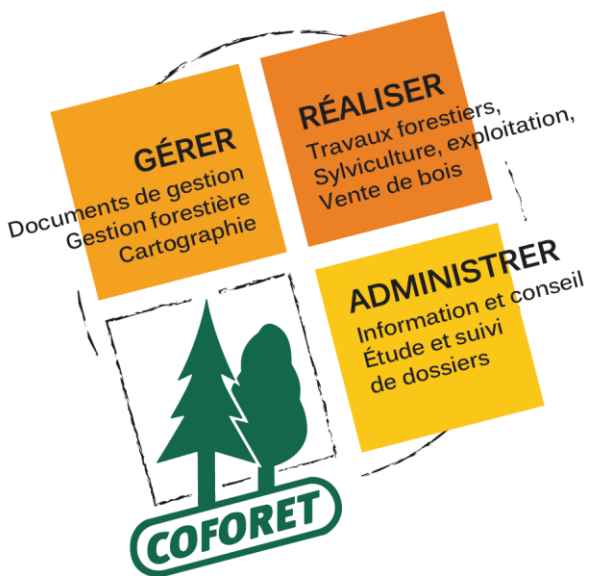 GÉRER
Documents de gestion
Gestion forestière
Cartographie
RÉALISER
Travaux forestiers,
Sylviculture, exploitation,
Vente de bois
ADMINISTRER
Information et conseil
Étude et suivi
de dossiers
COFORET